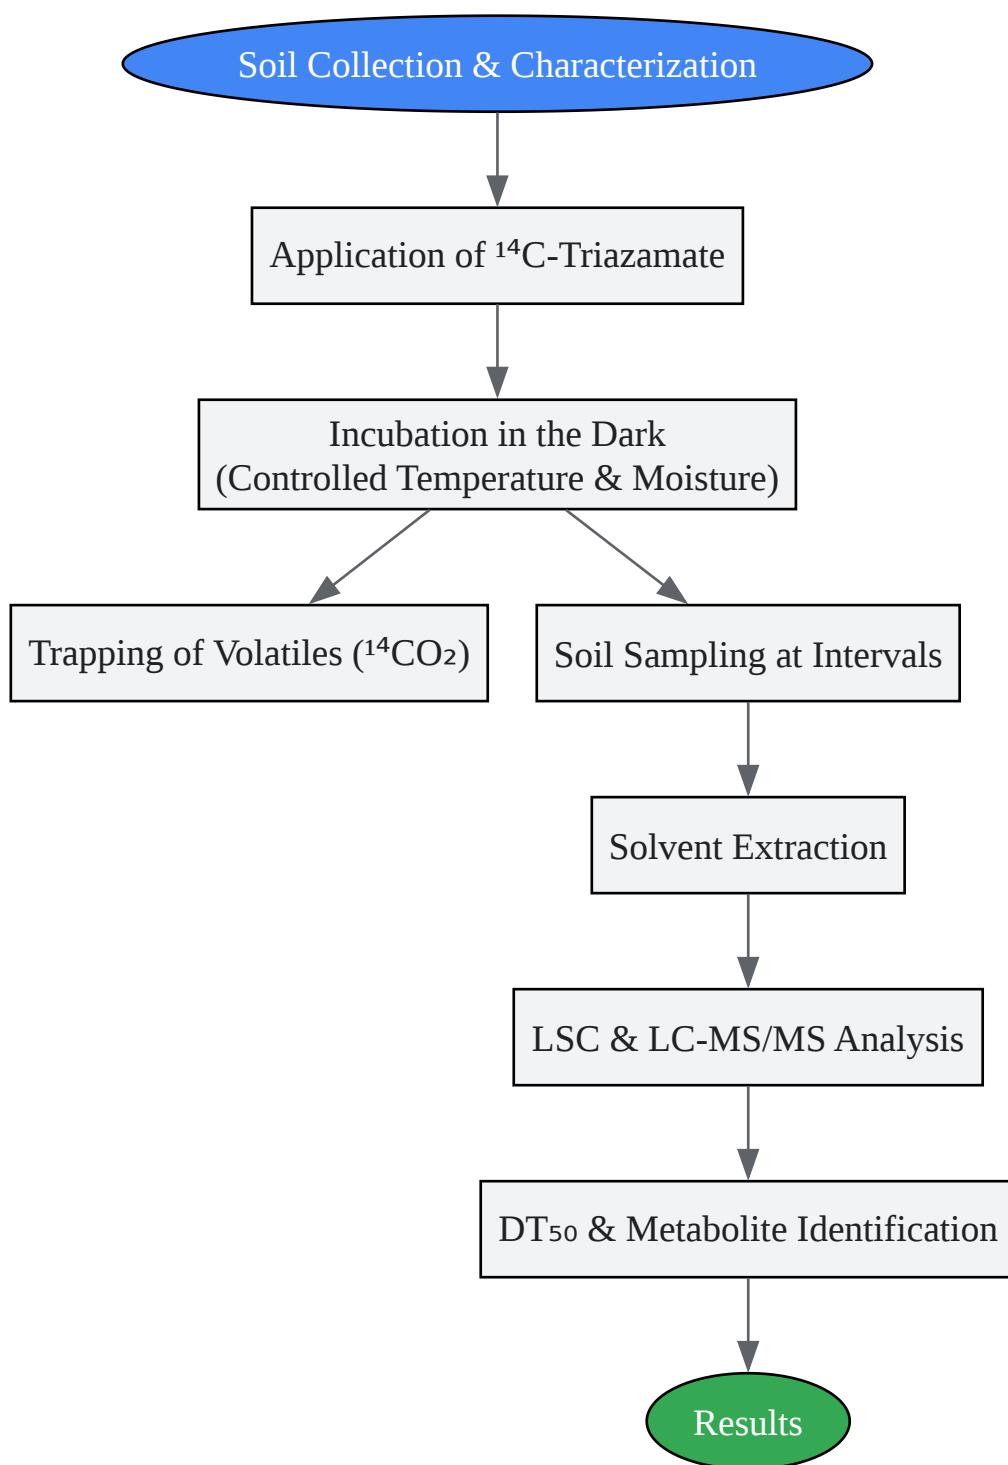 Soil Collection & Characterization
Application of ¹⁴C-Triazamate
Incubation in the Dark
(Controlled Temperature & Moisture)
Trapping of Volatiles (¹⁴CO₂)
Soil Sampling at Intervals
Solvent Extraction
LSC & LC-MS/MS Analysis
DT₅₀ & Metabolite Identification
Results